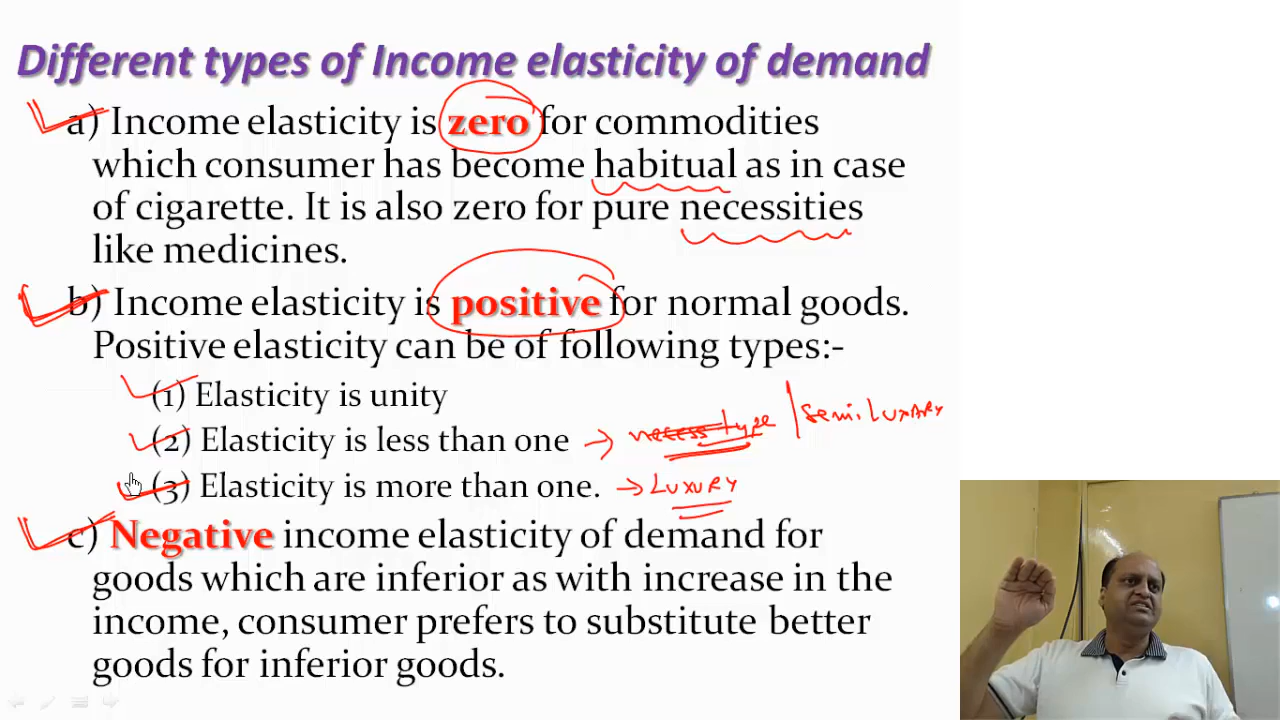 Different types of Income elasticity of demand
a) Income elasticity is zero for commodities
which consumer has become habitual as in case
of cigarette. It is also zero for pure necessities
like medicines.
b) Income elasticity is positive for normal goods.
Positive elasticity can be of following types:-
(1) Elasticity is unity
(2) Elasticity is less than one → necess type / Semi Luxury
(3) Elasticity is more than one. → Luxury
c) Negative income elasticity of demand for
goods which are inferior as with increase in the
income, consumer prefers to substitute better
goods for inferior goods.